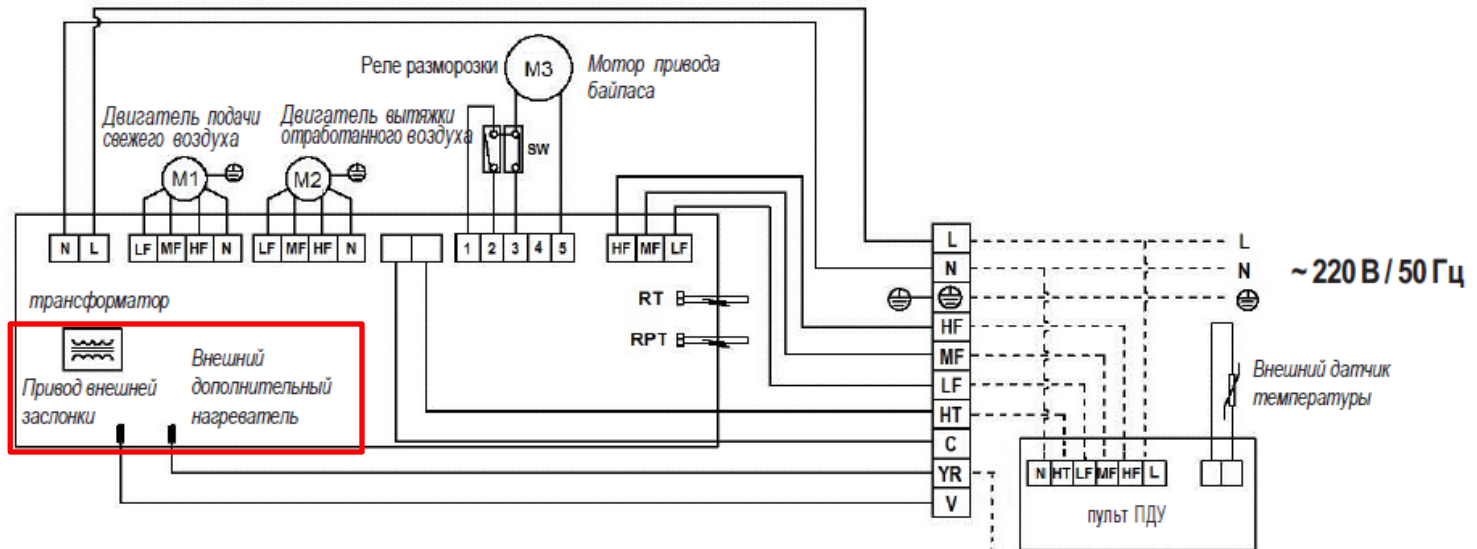 Реле разморозки
M3
Мотор привода
байпаса
Двигатель подачи
свежего воздуха
Двигатель вытяжки
отработанного воздуха
SW
M1
M2
N L
LF MF HF N
LF MF HF N
1 2 3 4 5
HF MF LF
трансформатор
RT
RPT
Привод внешней
заслонки
Внешний
дополнительный
нагреватель
L
N
HF
MF
LF
HT
C
YR
V
L
N
~ 220 В / 50 Гц
Внешний датчик
температуры
N HT LF MF HF L
пульт ПДУ